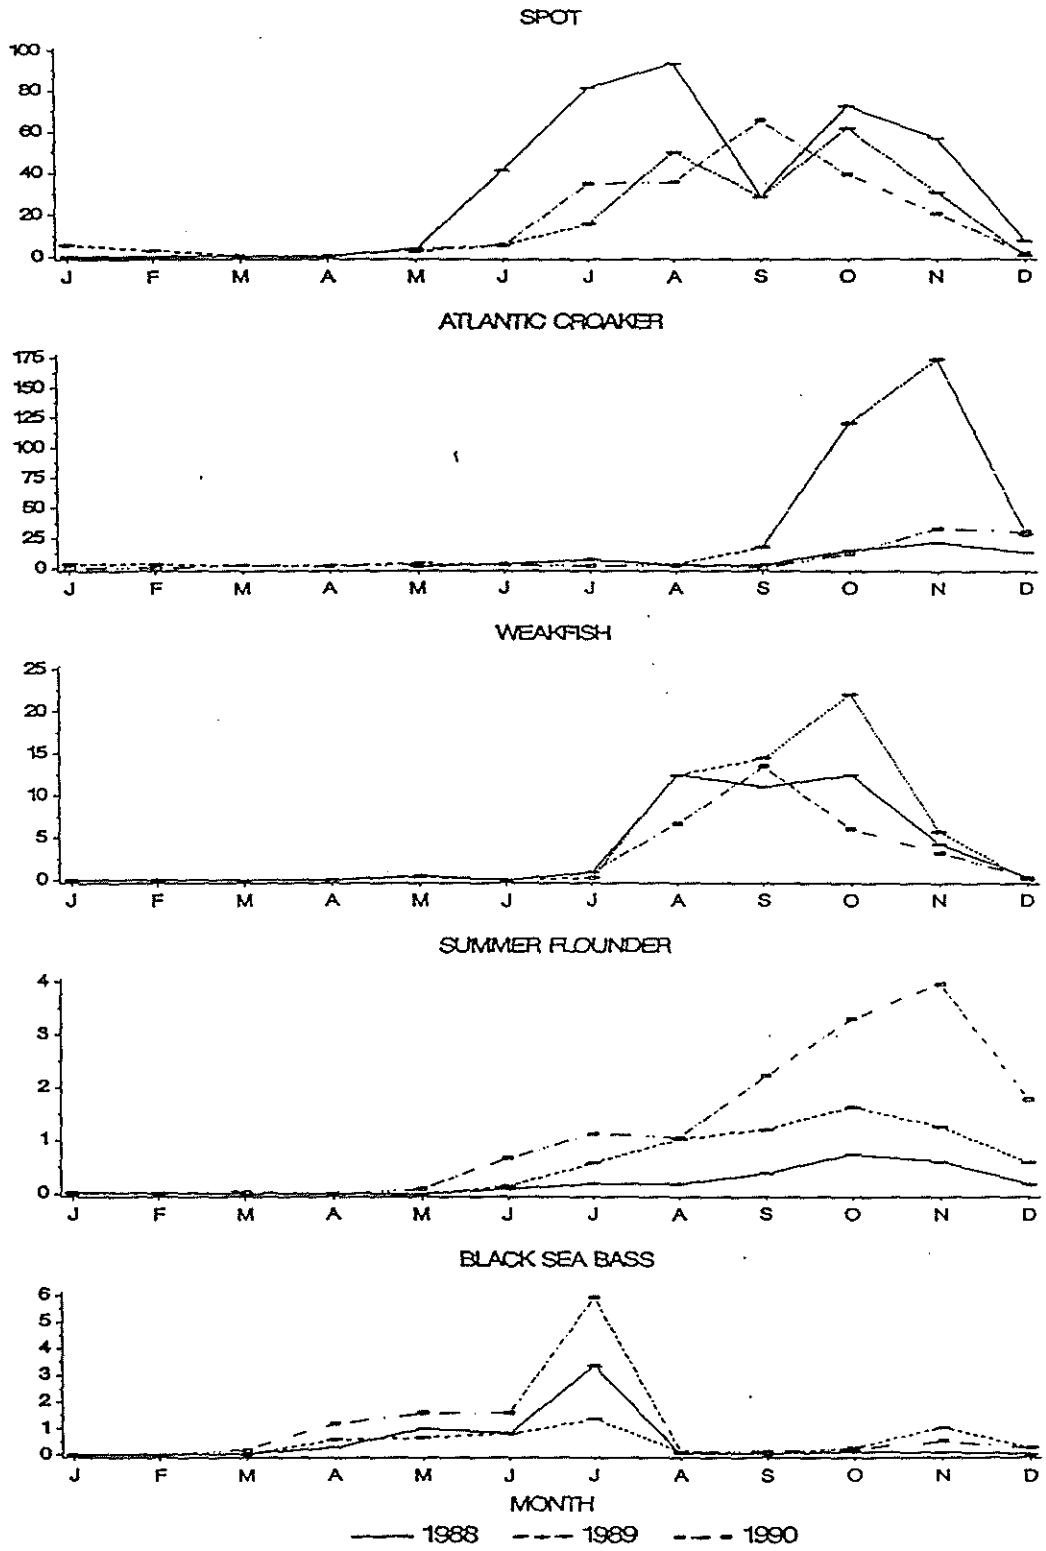 SPOT
100
80
60
40
20
0
J F M A M J J A S O N D
ATLANTIC CROAKER
175
150
125
100
75
50
25
0
J F M A M J J A S O N D
WEAKFISH
25
20
15
10
5
0
J F M A M J J A S O N D
SUMMER FLOUNDER
4
3
2
1
0
J F M A M J J A S O N D
BLACK SEA BASS
6
5
4
3
2
1
0
J F M A M J J A S O N D
MONTH
1988 1989 1990